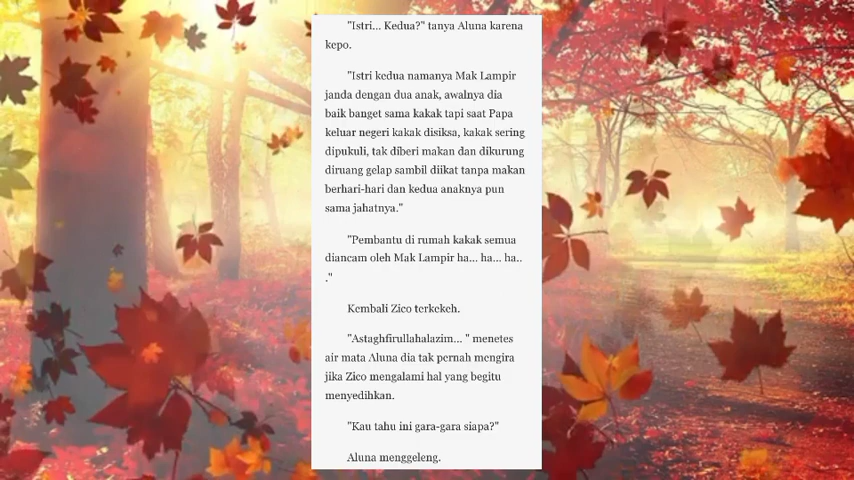 "Istri... Kedua?" tanya Aluna karena
kepo.
"Istri kedua namanya Mak Lampir
janda dengan dua anak, awalnya dia
baik banget sama kakak tapi saat Papa
keluar negeri kakak disiksa, kakak sering
dipukuli, tak diberi makan dan dikurung
diruang gelap sambil diikat tanpa makan
berhari-hari dan kedua anaknya pun
sama jahatnya."
"Pembantu di rumah kakak semua
diancam oleh Mak Lampir ha... ha... ha..
."
Kembali Zico terkekeh.
"Astaghfirullahalazim... " menetes
air mata Aluna dia tak pernah mengira
jika Zico mengalami hal yang begitu
menyedihkan.
"Kau tahu ini gara-gara siapa?"
Aluna menggeleng.